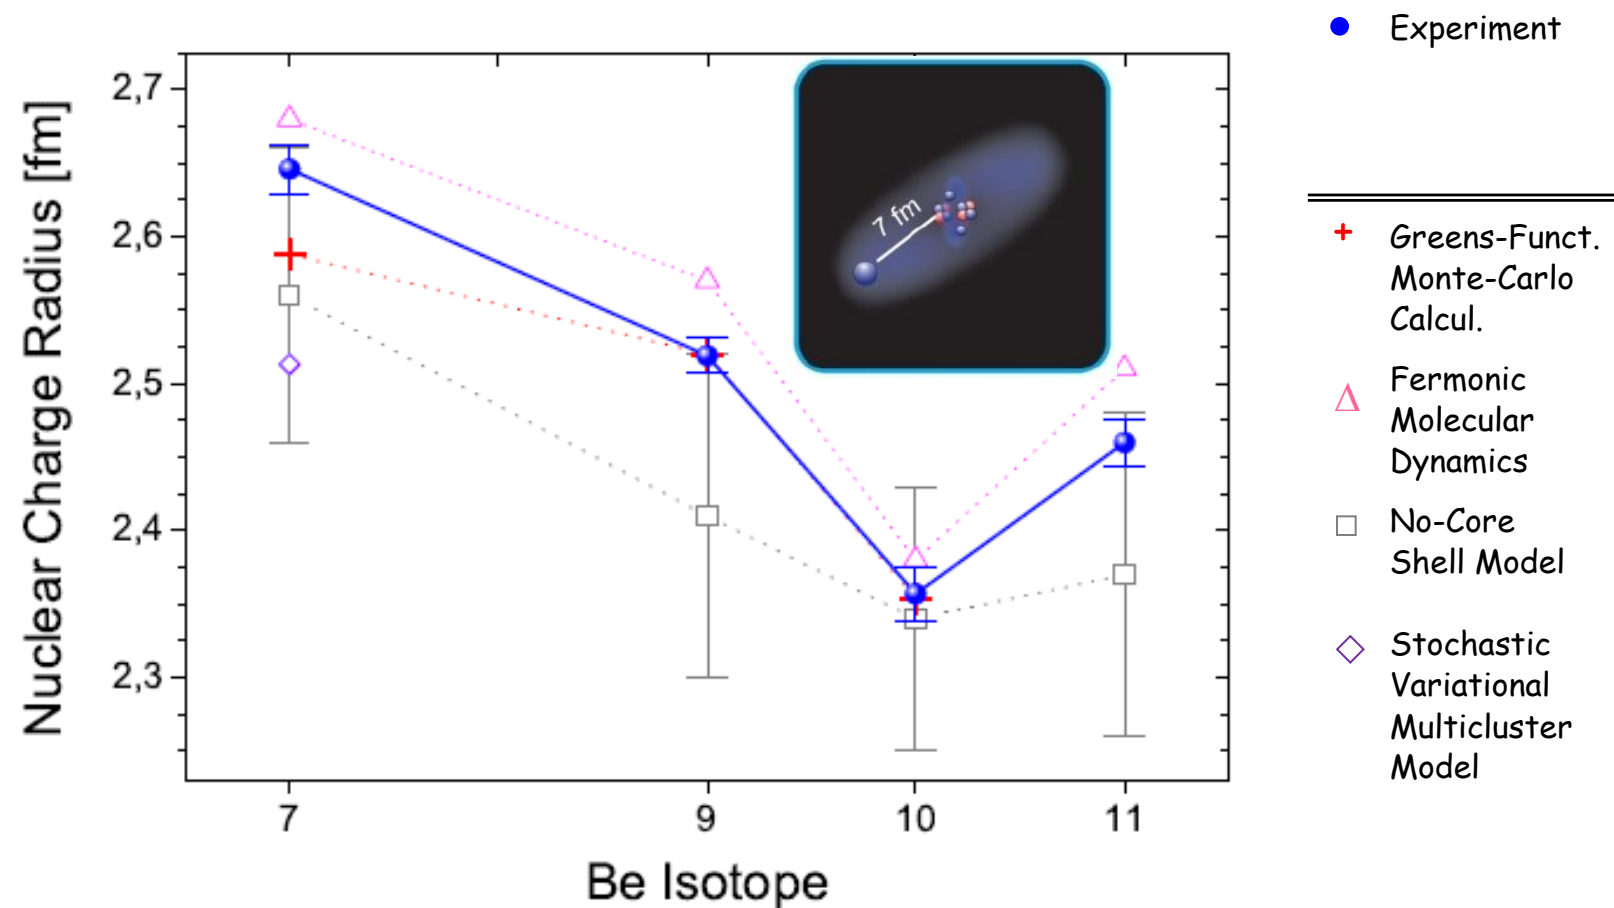 Experiment
Greens-Funct.
Monte-Carlo
Calcul.
Fermonic
Molecular
Dynamics
No-Core
Shell Model
Stochastic
Variational
Multicluster
Model
Nuclear Charge Radius [fm]
2,7
2,6
2,5
2,4
2,3
7 fm
7
9
10
11
Be Isotope